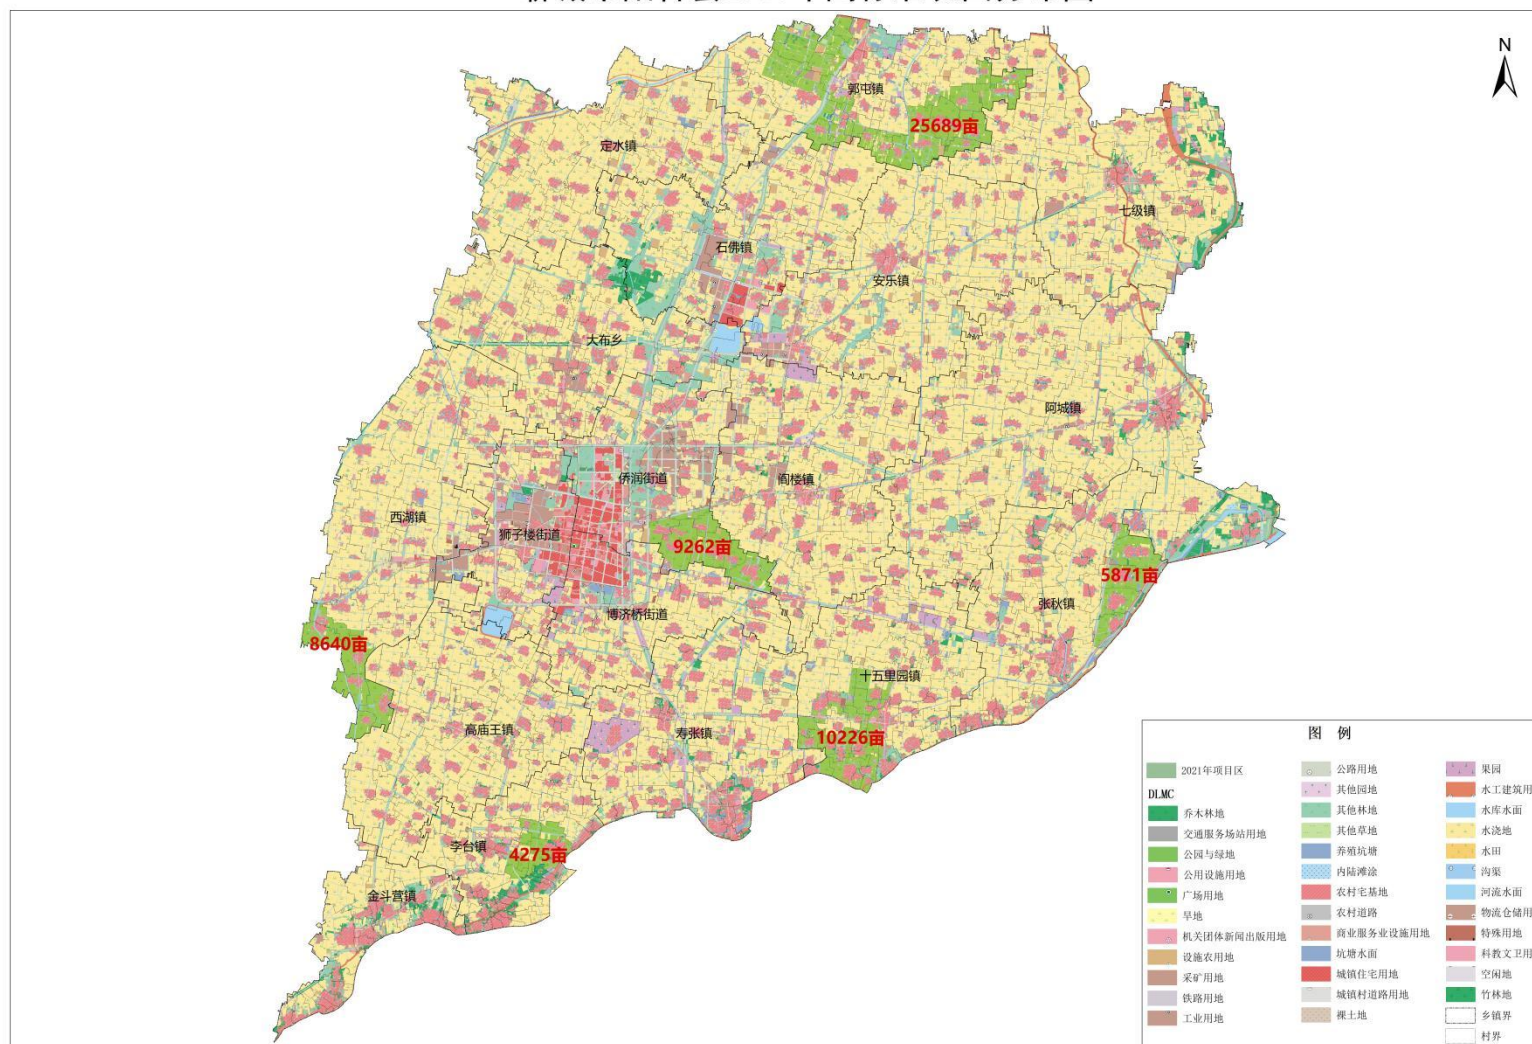 N
郭屯镇
25689亩
定水镇
七级镇
石佛镇
安乐镇
大布乡
阿城镇
侨润街道
阎楼镇
西湖镇
狮子楼街道
9262亩
5871亩
张秋镇
博济桥街道
8640亩
十五里园镇
高庙王镇
寿张镇
10226亩
李台镇
4275亩
金斗营镇
图 例
2021年项目区
DLMC
乔木林地
交通服务场站用地
公园与绿地
公用设施用地
广场用地
旱地
机关团体新闻出版用地
设施农用地
采矿用地
铁路用地
工业用地
公路用地
其他园地
其他林地
其他草地
养殖坑塘
内陆滩涂
农村宅基地
农村道路
商业服务业设施用地
坑塘水面
城镇住宅用地
城镇村道路用地
裸土地
果园
水工建筑用
水库水面
水浇地
水田
沟渠
河流水面
物流仓储用
特殊用地
科教文卫用
空闲地
竹林地
乡镇界
村界